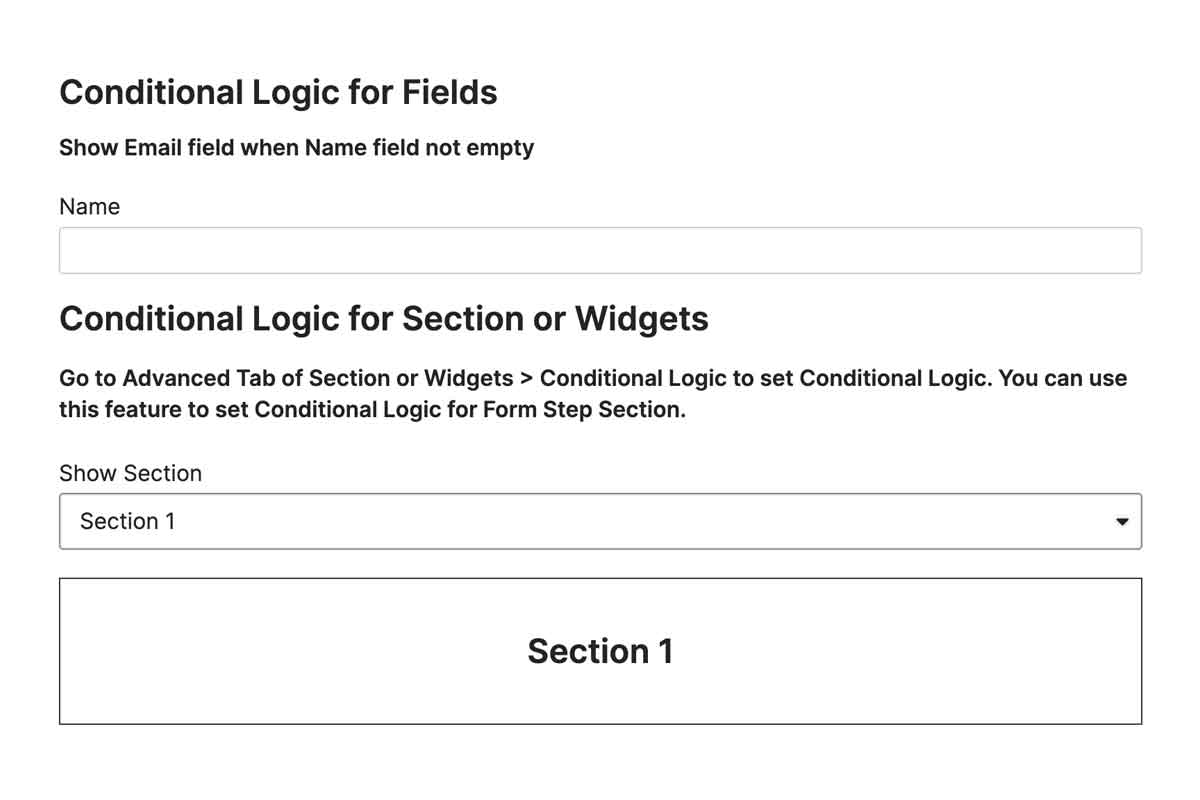 Conditional Logic for Fields
Show Email field when Name field not empty
Name
Conditional Logic for Section or Widgets
Go to Advanced Tab of Section or Widgets > Conditional Logic to set Conditional Logic. You can use
this feature to set Conditional Logic for Form Step Section.
Show Section
Section 1
Section 1